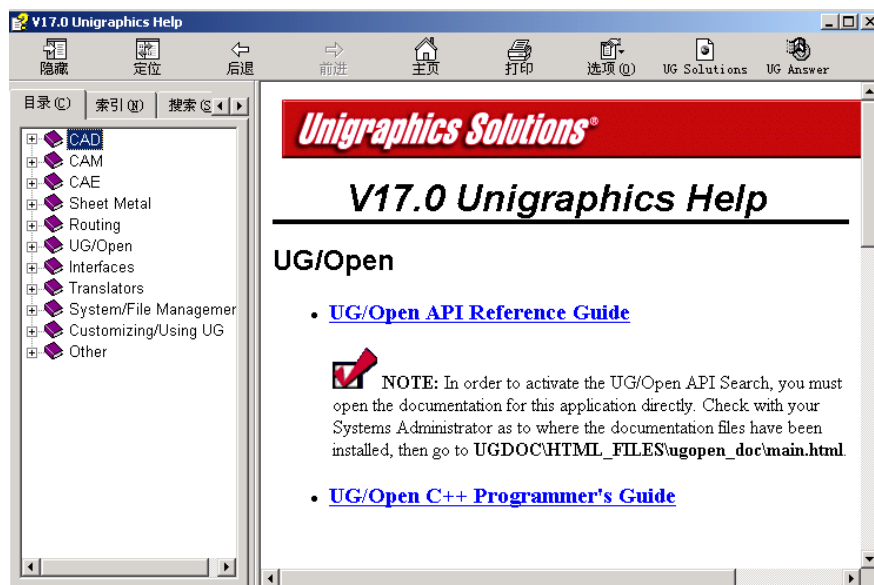 V17.0 Unigraphics Help
隐藏 定位 后退 前进 主页 打印 选项(O) UG Solutions UG Answer
目录(C) 索引(N) 搜索(S
CAD
CAM
CAE
Sheet Metal
Routing
UG/Open
Interfaces
Translators
System/File Managemer
Customizing/Using UG
Other
Unigraphics Solutions®
V17.0 Unigraphics Help
UG/Open
• UG/Open API Reference Guide
NOTE: In order to activate the UG/Open API Search, you must
open the documentation for this application directly. Check with your
Systems Administrator as to where the documentation files have been
installed, then go to UGDOC\HTML_FILES\ugopen_doc\main.html.
• UG/Open C++ Programmer's Guide